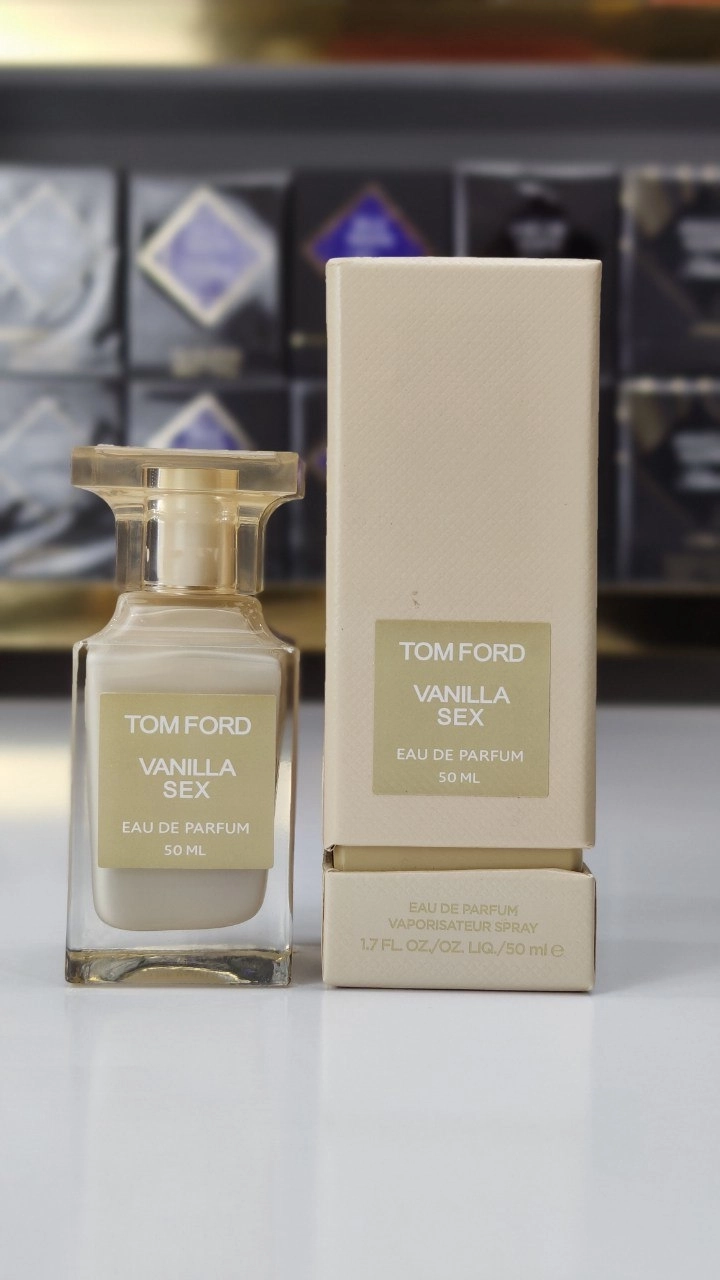 TOM FORD
VANILLA
SEX
EAU DE PARFUM
50 ML
TOM FORD
VANILLA
SEX
EAU DE PARFUM
50 ML
EAU DE PARFUM
VAPORISATEUR SPRAY
1.7 FL. OZ./OZ. LIQ./50 ml ℮